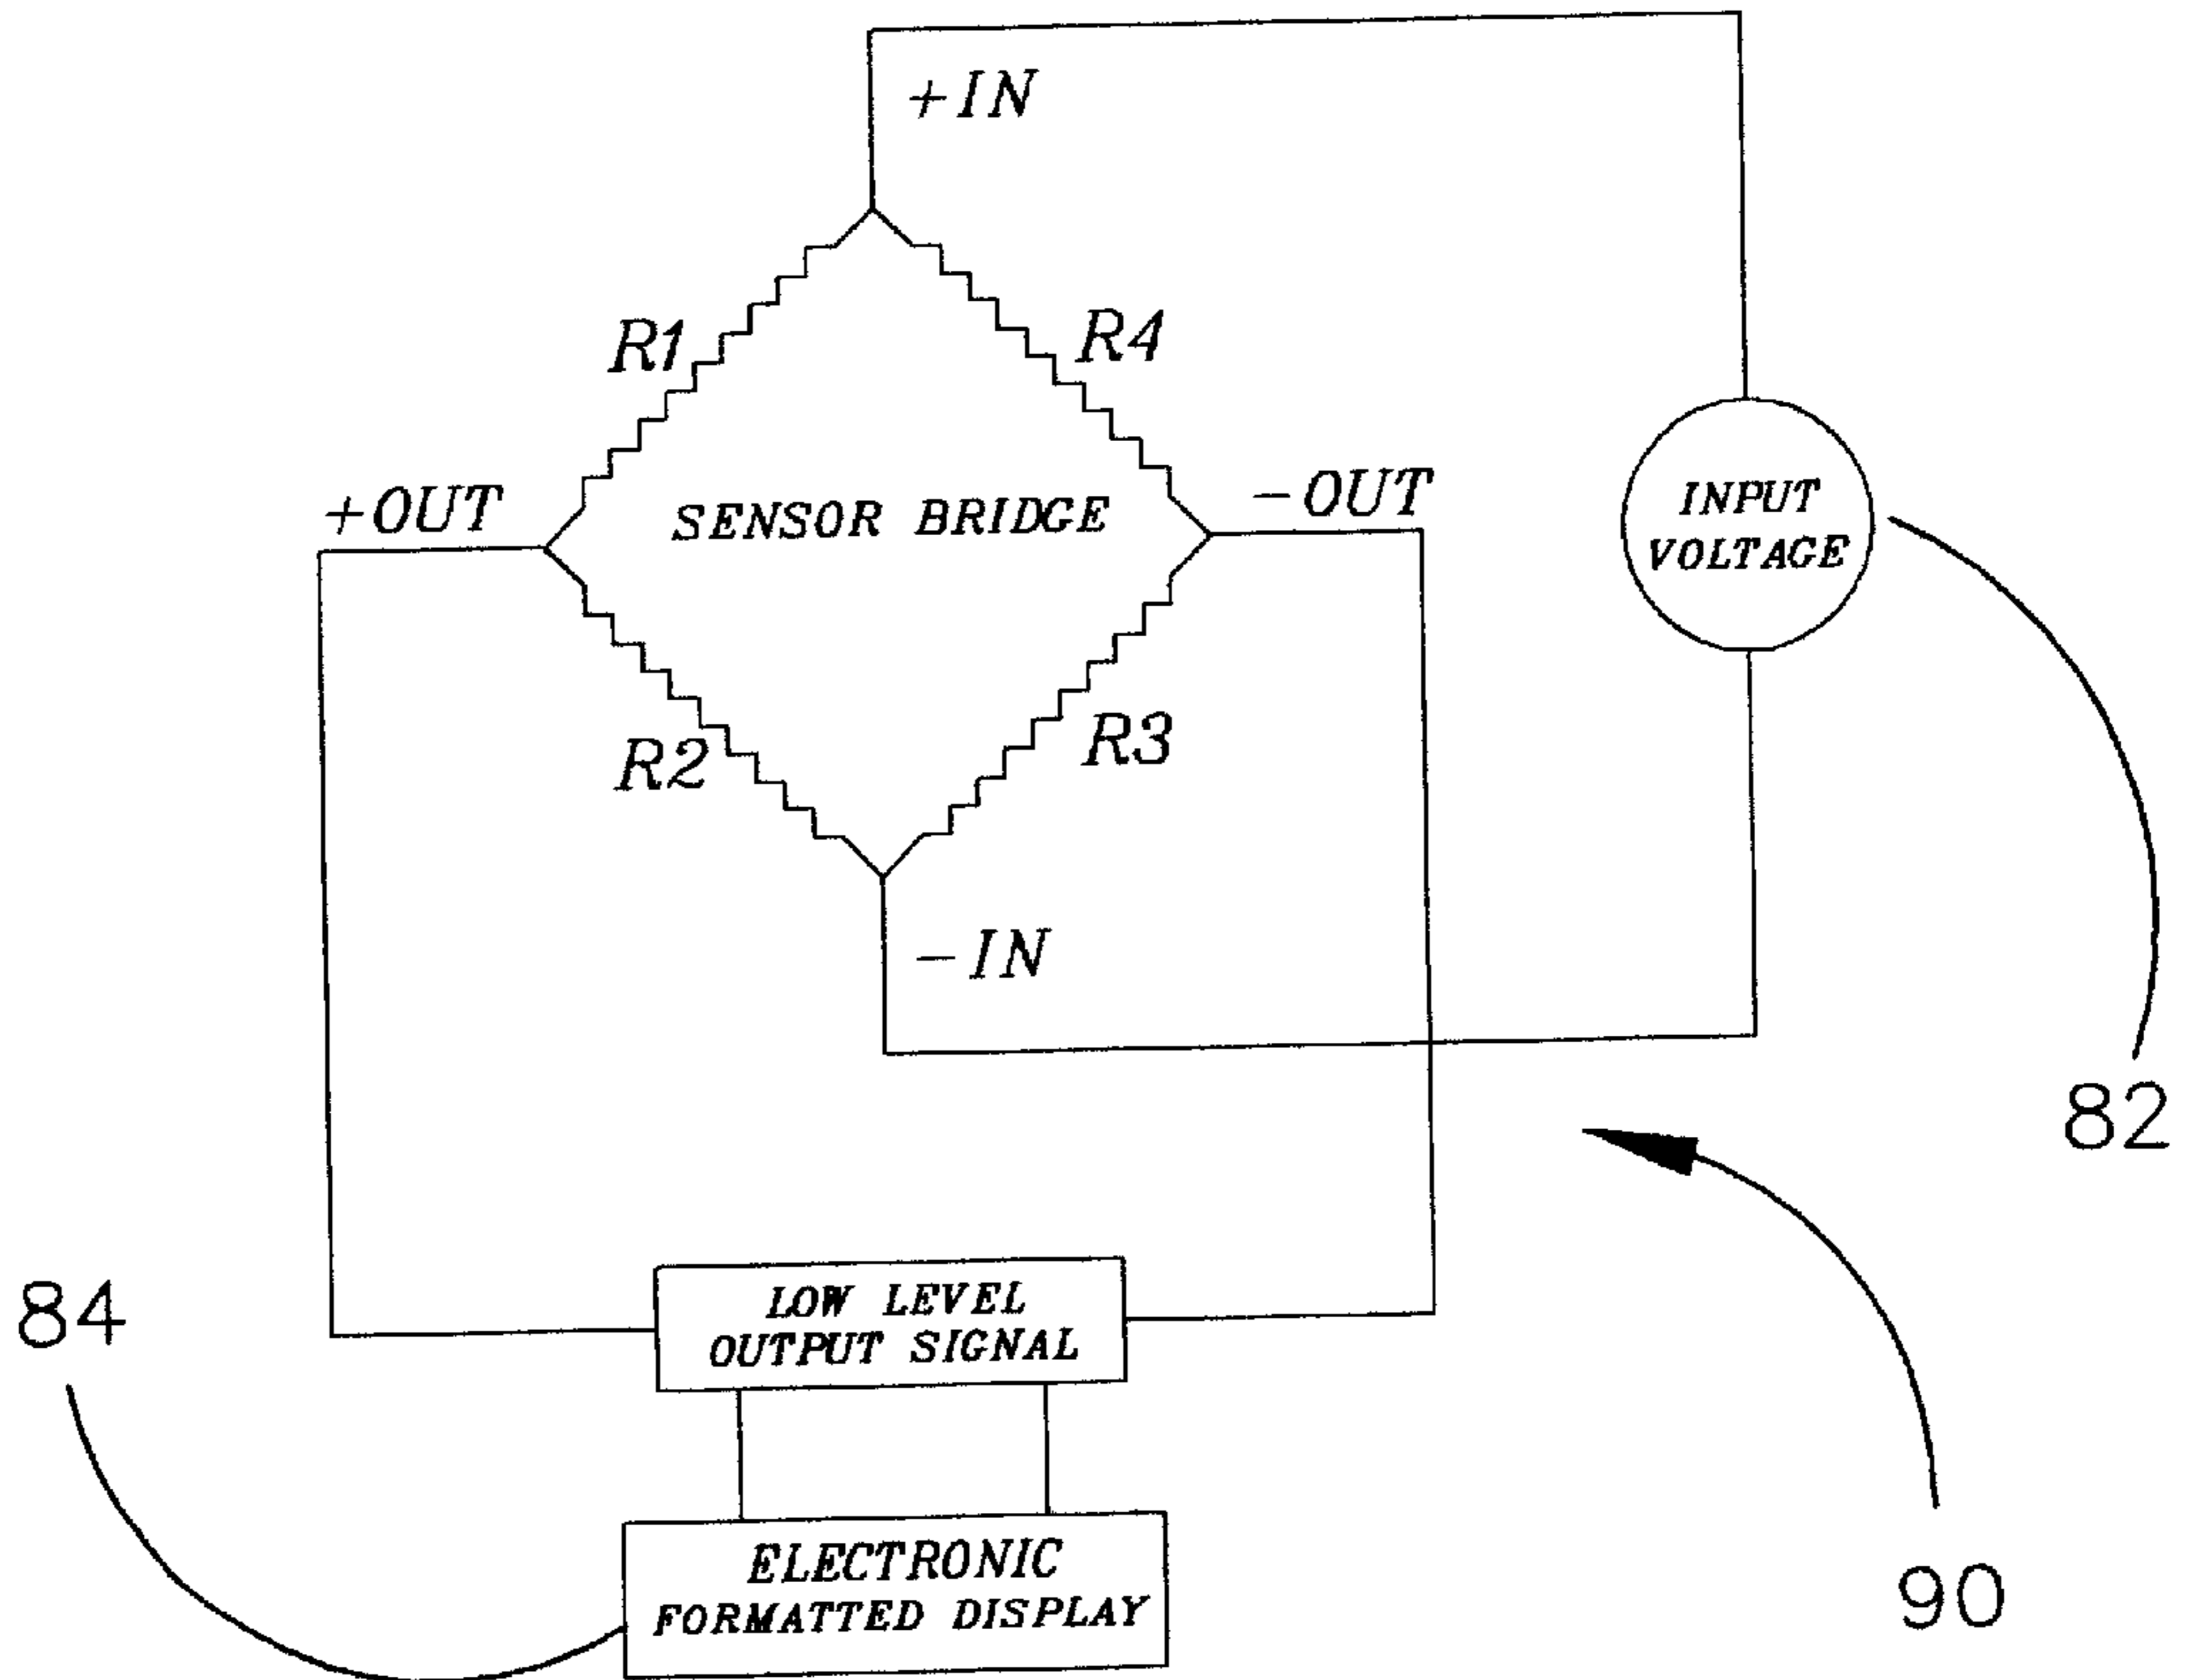 +IN
R1
R4
+OUT
SENSOR BRIDGE
-OUT
INPUT
VOLTAGE
R2
R3
-IN
82
84
LOW LEVEL
OUTPUT SIGNAL
ELECTRONIC
FORMATTED DISPLAY
90